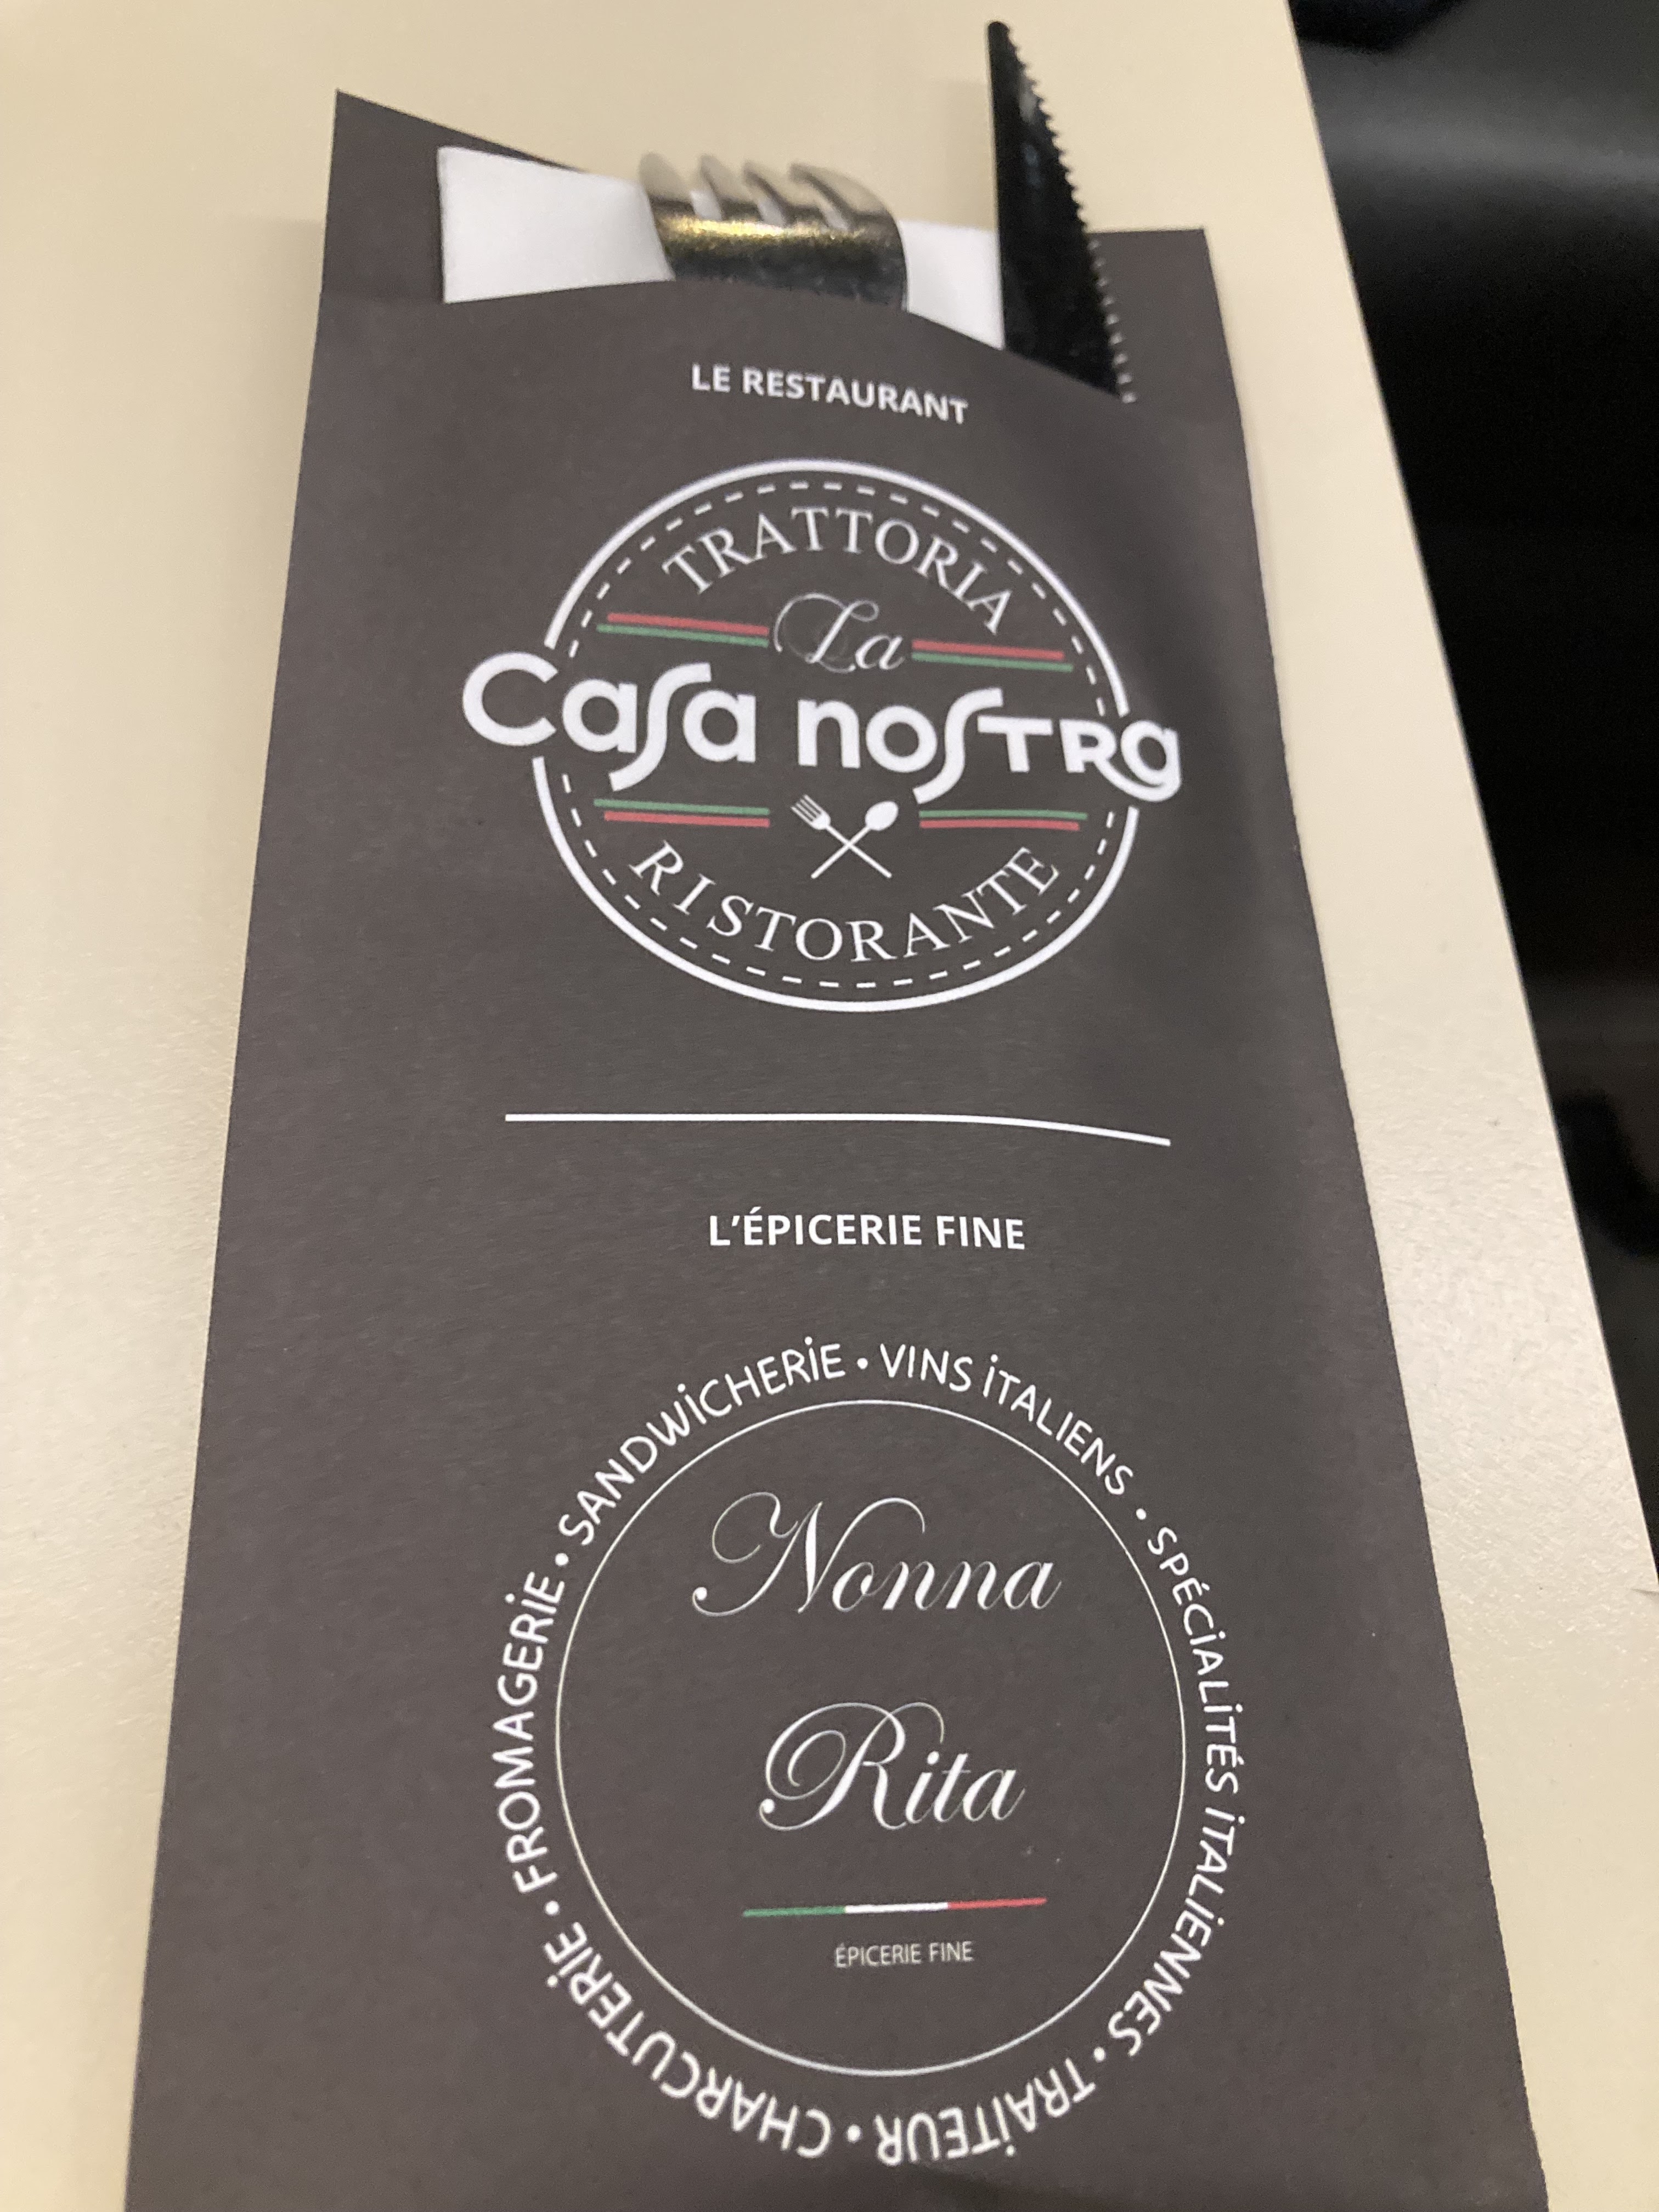 LE RESTAURANT
TRATTORIA
La
Casa nosTRa
RISTORANTE
L'ÉPICERIE FINE
CHARCUTERIE • FROMAGERIE • SANDWICHERIE • VINS ITALIENS • SPÉCIALITÉS ITALIENNES • TRAITEUR •
Nonna
Rita
ÉPICERIE FINE